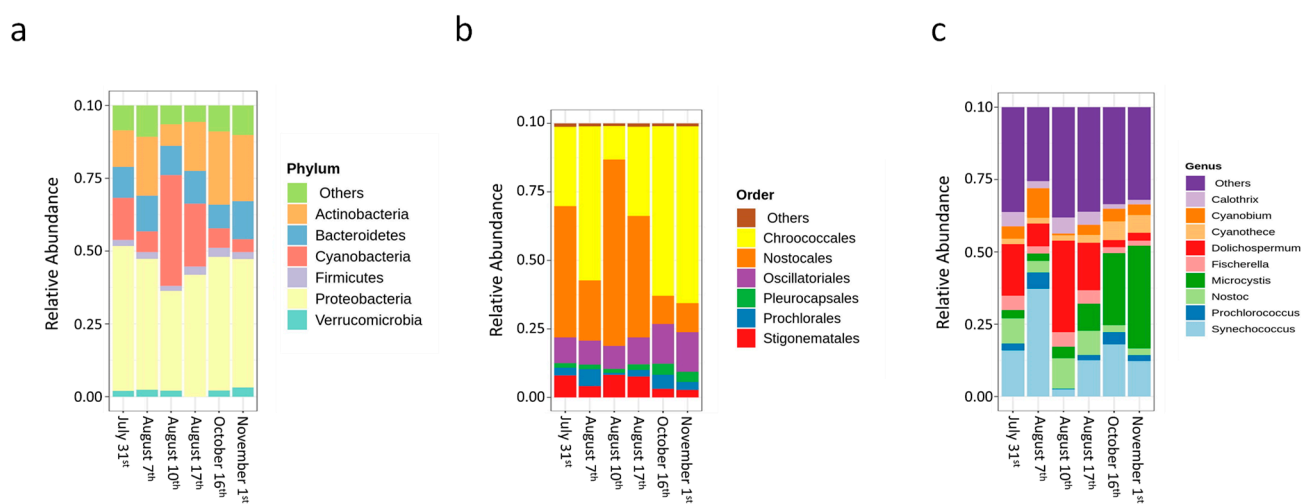 a
Relative Abundance
0.10
0.75
0.50
0.25
0.00
July 31st
August 7th
August 10th
August 17th
October 16th
November 1st
Phylum
Others
Actinobacteria
Bacteroidetes
Cyanobacteria
Firmicutes
Proteobacteria
Verrucomicrobia
b
Relative Abundance
0.10
0.75
0.50
0.25
0.00
July 31st
August 7th
August 10th
August 17th
October 16th
November 1st
Order
Others
Chroococcales
Nostocales
Oscillatoriales
Pleurocapsales
Prochlorales
Stigonematales
c
Relative Abundance
0.10
0.75
0.50
0.25
0.00
July 31st
August 7th
August 10th
August 17th
October 16th
November 1st
Genus
Others
Calothrix
Cyanobium
Cyanothece
Dolichospermum
Fischerella
Microcystis
Nostoc
Prochlorococcus
Synechococcus